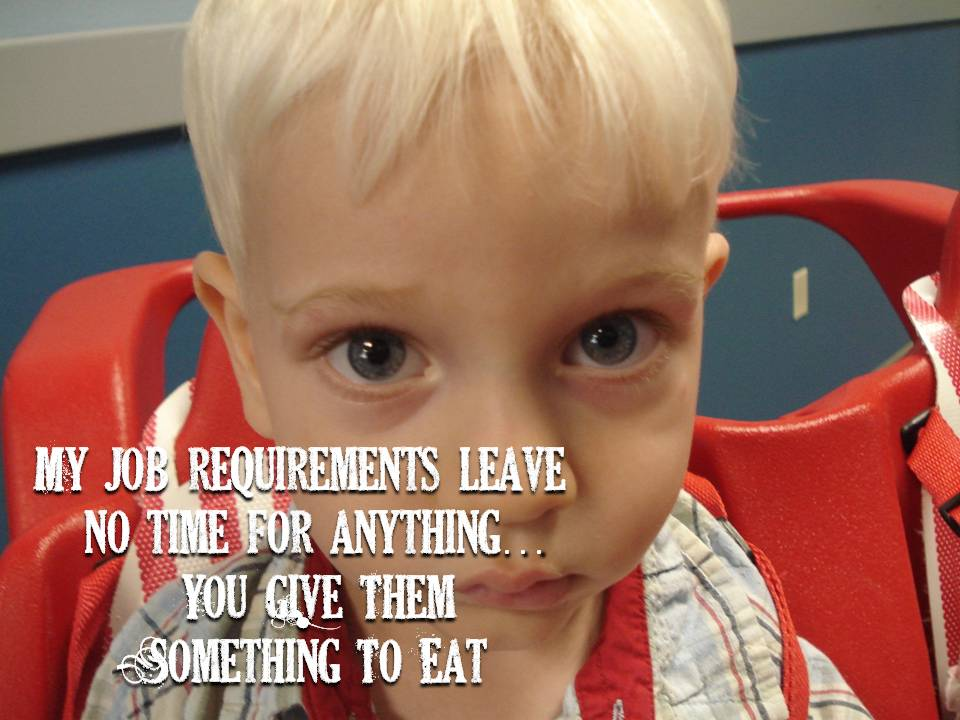 MY JOB REQUIREMENTS LEAVE
NO TIME FOR ANYTHING...
YOU GIVE THEM
SOMETHING TO EAT